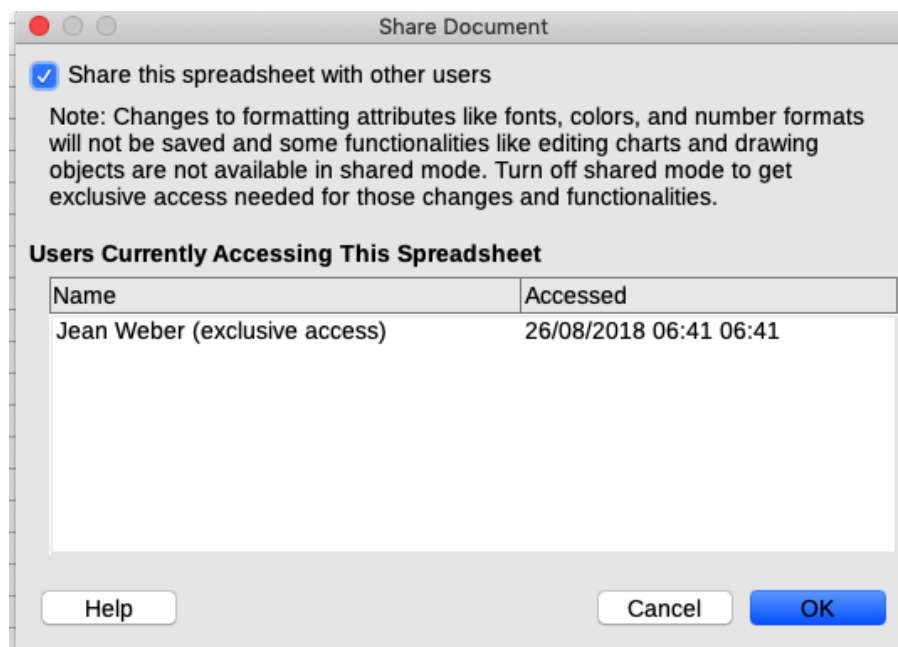 Share Document
Share this spreadsheet with other users
Note: Changes to formatting attributes like fonts, colors, and number formats
will not be saved and some functionalities like editing charts and drawing
objects are not available in shared mode. Turn off shared mode to get
exclusive access needed for those changes and functionalities.
Users Currently Accessing This Spreadsheet
Name Accessed
Jean Weber (exclusive access) 26/08/2018 06:41 06:41
Help Cancel OK